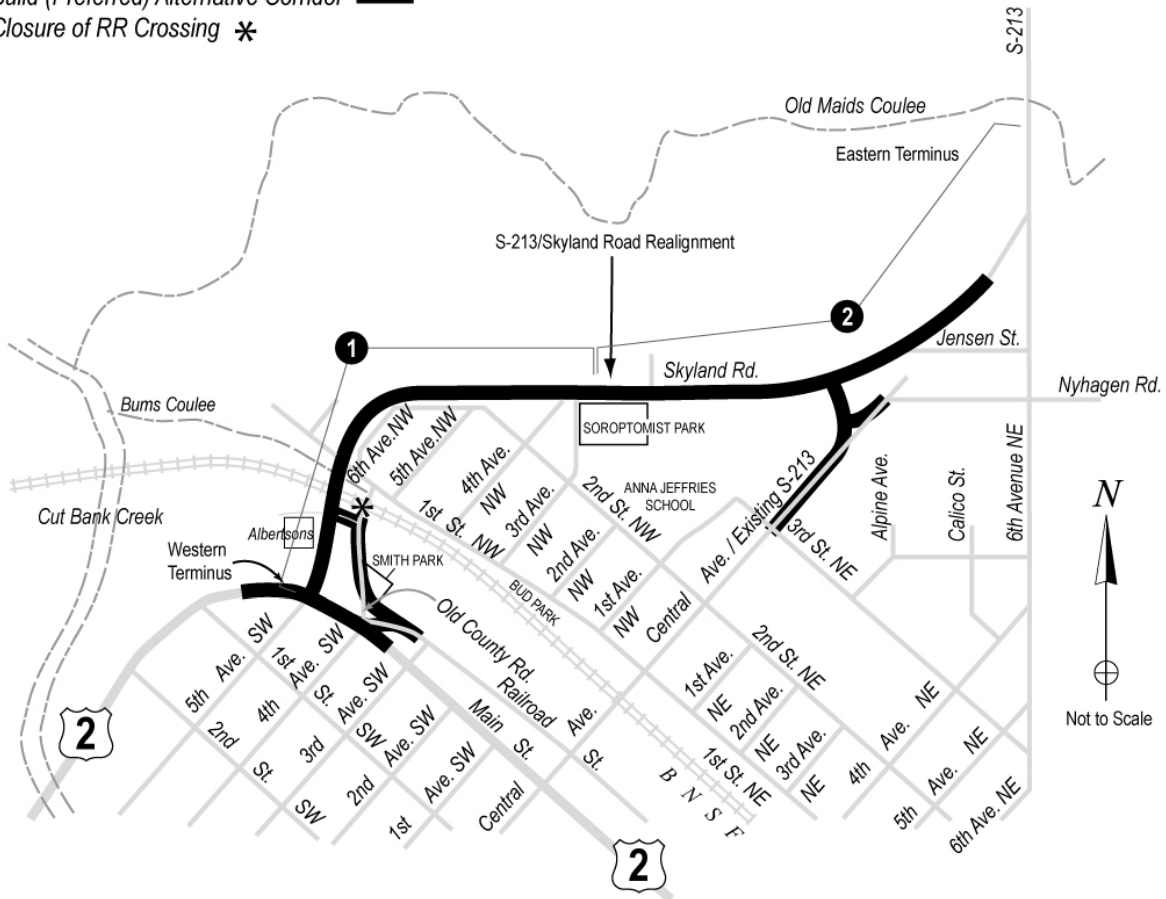 Build (Preferred) Alternative Corridor
Closure of RR Crossing *
S-213
Old Maids Coulee
Eastern Terminus
S-213/Skyland Road Realignment
2
1
Jensen St.
Skyland Rd.
Nyhagen Rd.
Bums Coulee
6th Ave.NW
5th Ave.NW
4th Ave.
NW
SOROPTOMIST PARK
3rd Ave.
NW
2nd St. NW
ANNA JEFFRIES
SCHOOL
1st St. NW
2nd Ave.
NW
1st Ave.
NW
Central Ave. / Existing S-213
3rd St. NE
Alpine Ave.
Calico St.
6th Avenue NE
N
Not to Scale
*
Cut Bank Creek
Albertsons
Western
Terminus
SMITH PARK
BUD PARK
Old County Rd.
Railroad St.
Main St.
Central Ave.
5th Ave. SW
4th Ave. SW
3rd Ave. SW
2nd Ave. SW
1st Ave. SW
1st St. SW
2nd St. SW
2nd St. NE
1st Ave.
NE
2nd Ave.
NE
3rd Ave.
NE
1st St. NE
4th Ave. NE
5th Ave. NE
6th Ave. NE
BNSF
2
2